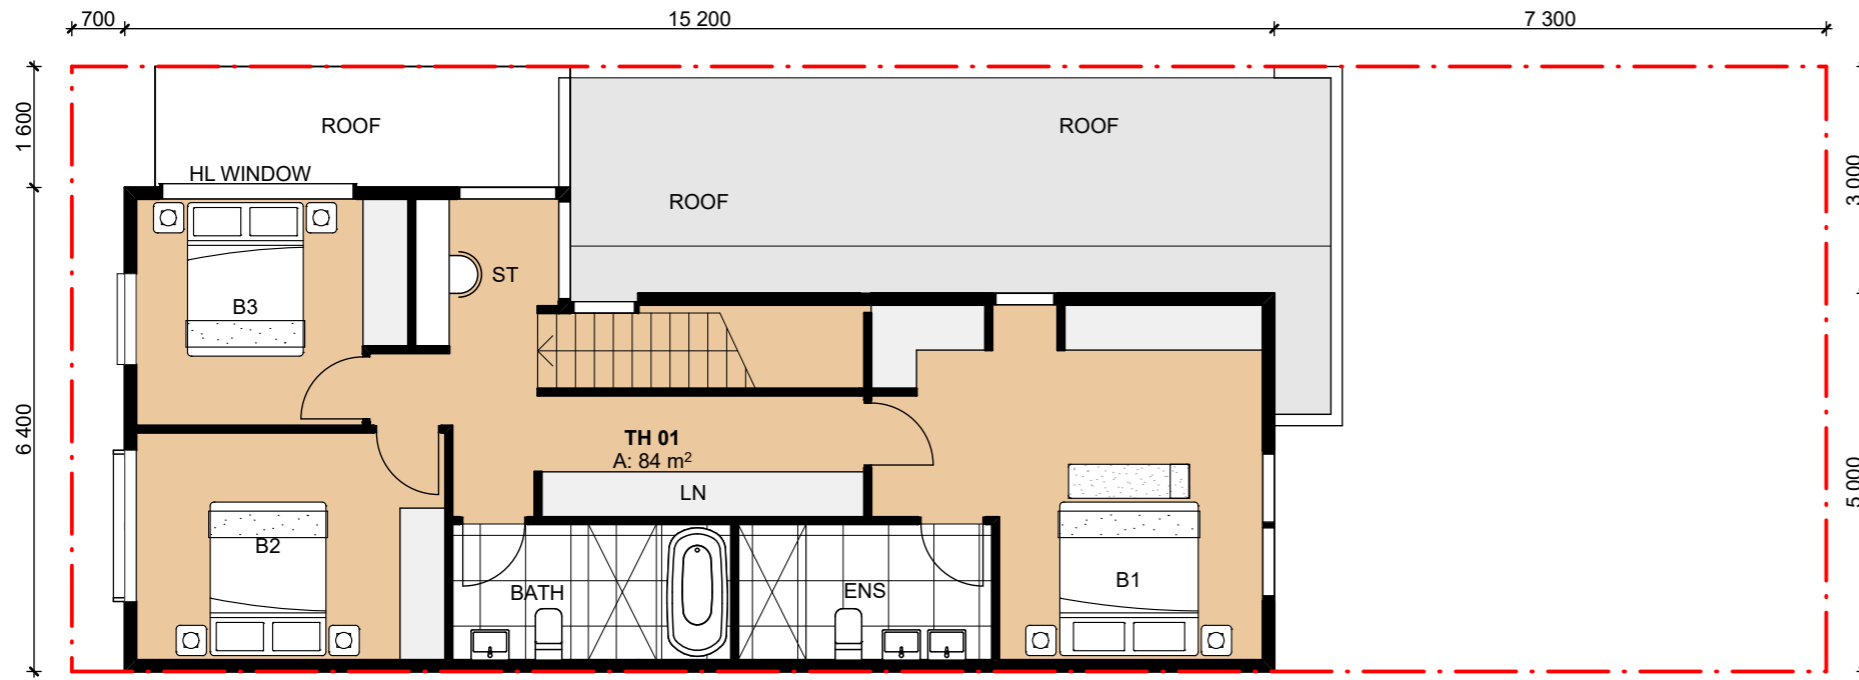 700
15 200
7 300
1 600
ROOF
ROOF
3 000
HL WINDOW
ROOF
ST
B3
6 400
TH 01
A: 84 m²
LN
5 000
B2
BATH
ENS
B1